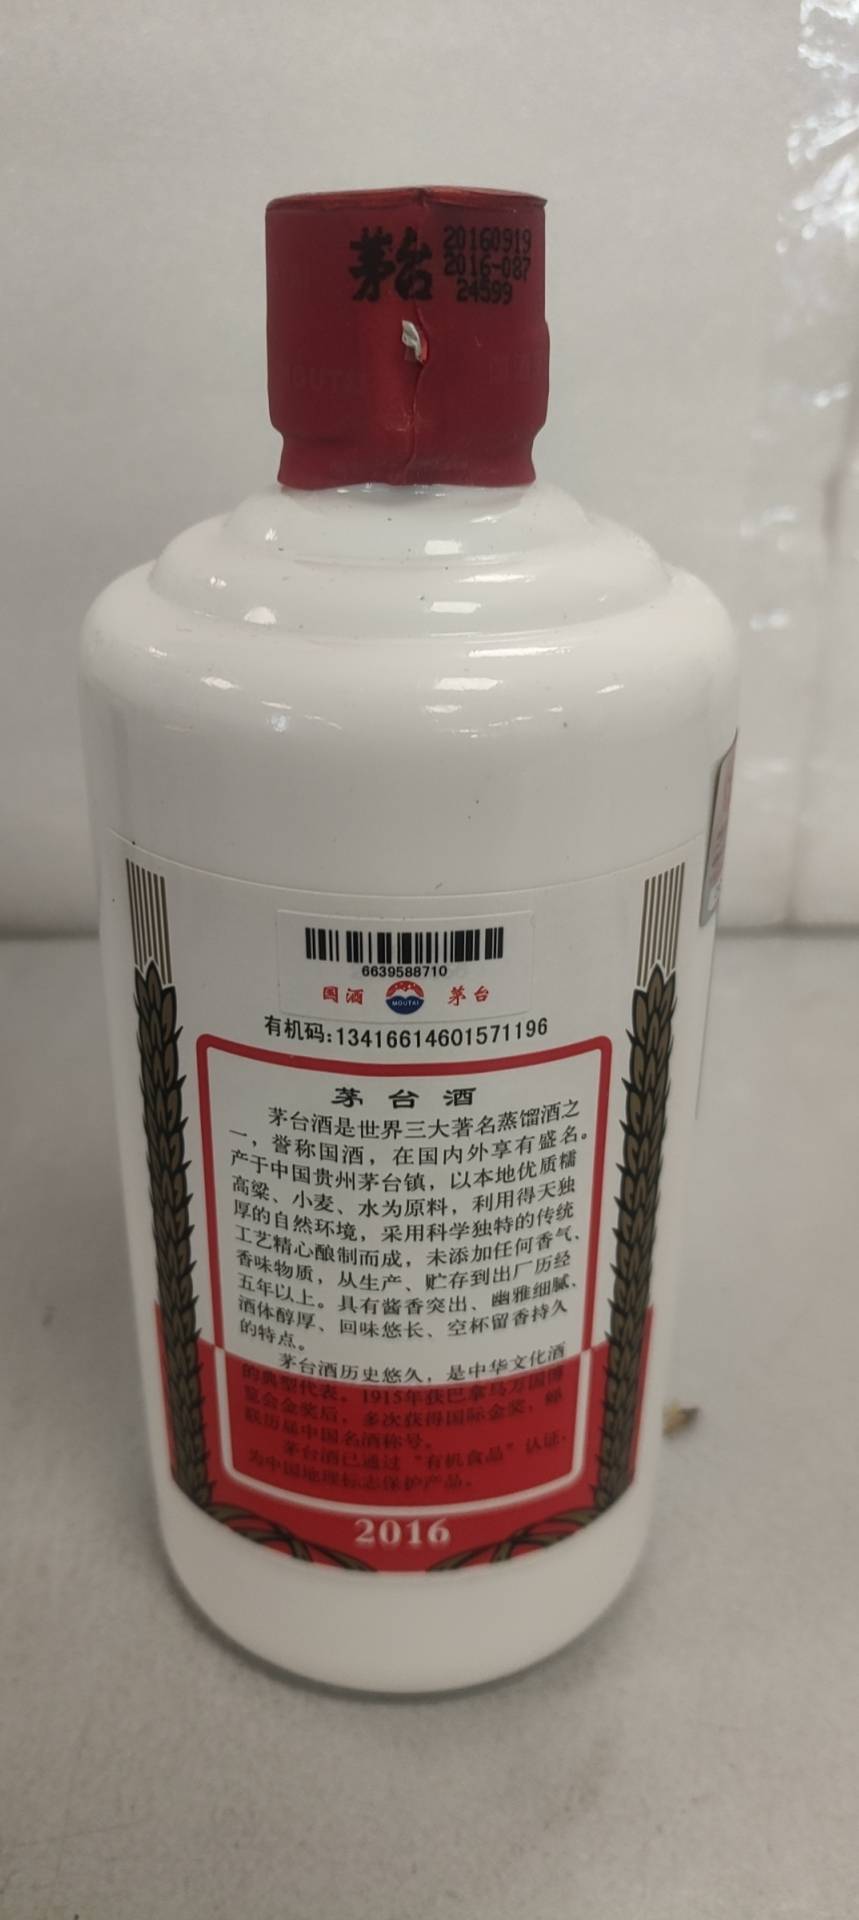 茅台
20160919
2016-087
24599
MOUTAI
6639588710
国酒 MOUTAI 茅台
有机码:13416614601571196
茅台酒
茅台酒是世界三大著名蒸馏酒之
一，誉称国酒，在国内外享有盛名。
产于中国贵州茅台镇，以本地优质糯
高粱、小麦、水为原料，利用得天独
厚的自然环境，采用科学独特的传统
工艺精心酿制而成，未添加任何香气、
香味物质，从生产、贮存到出厂历经
五年以上。具有酱香突出、幽雅细腻、
酒体醇厚、回味悠长、空杯留香持久
的特点。
茅台酒历史悠久，是中华文化酒
的典型代表。1915年获巴拿马万国博
览会金奖后，多次获得国际金奖，蝉
联历届中国名酒称号。
茅台酒已通过“有机食品”认证，
为中国地理标志保护产品。
2016